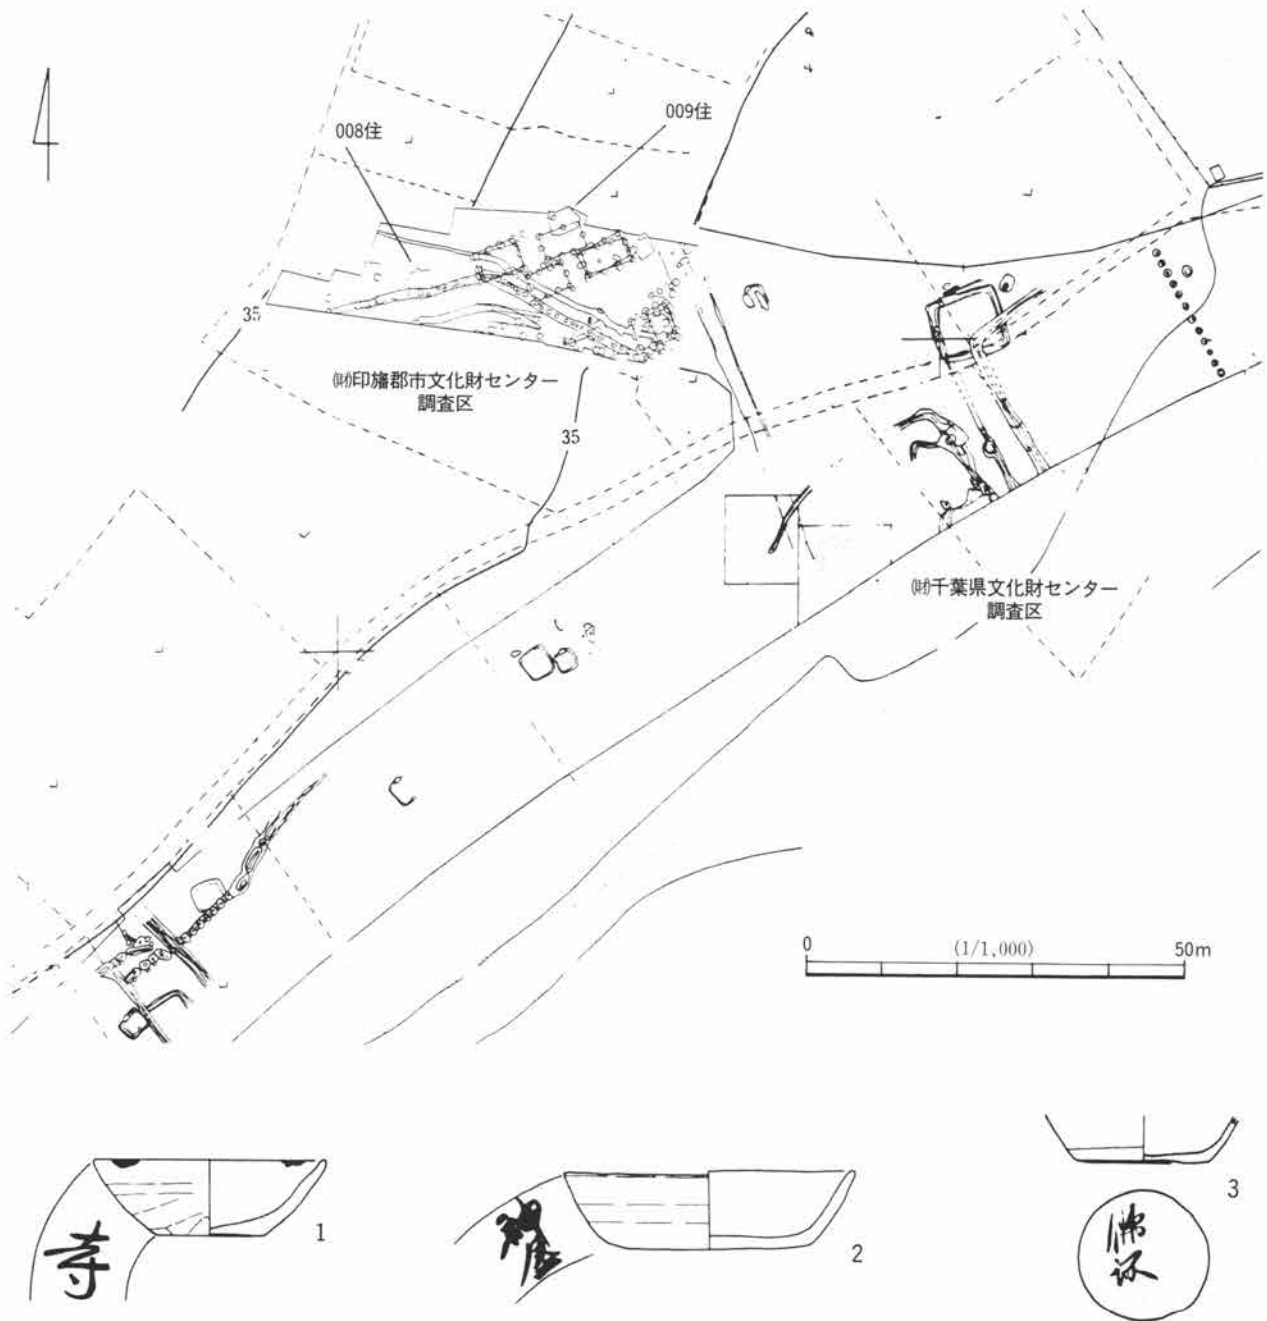 009住
008住
35
㈶印旛郡市文化財センター
調査区
35
㈶千葉県文化財センター
調査区
0 (1/1,000) 50m
1
2
3
寺